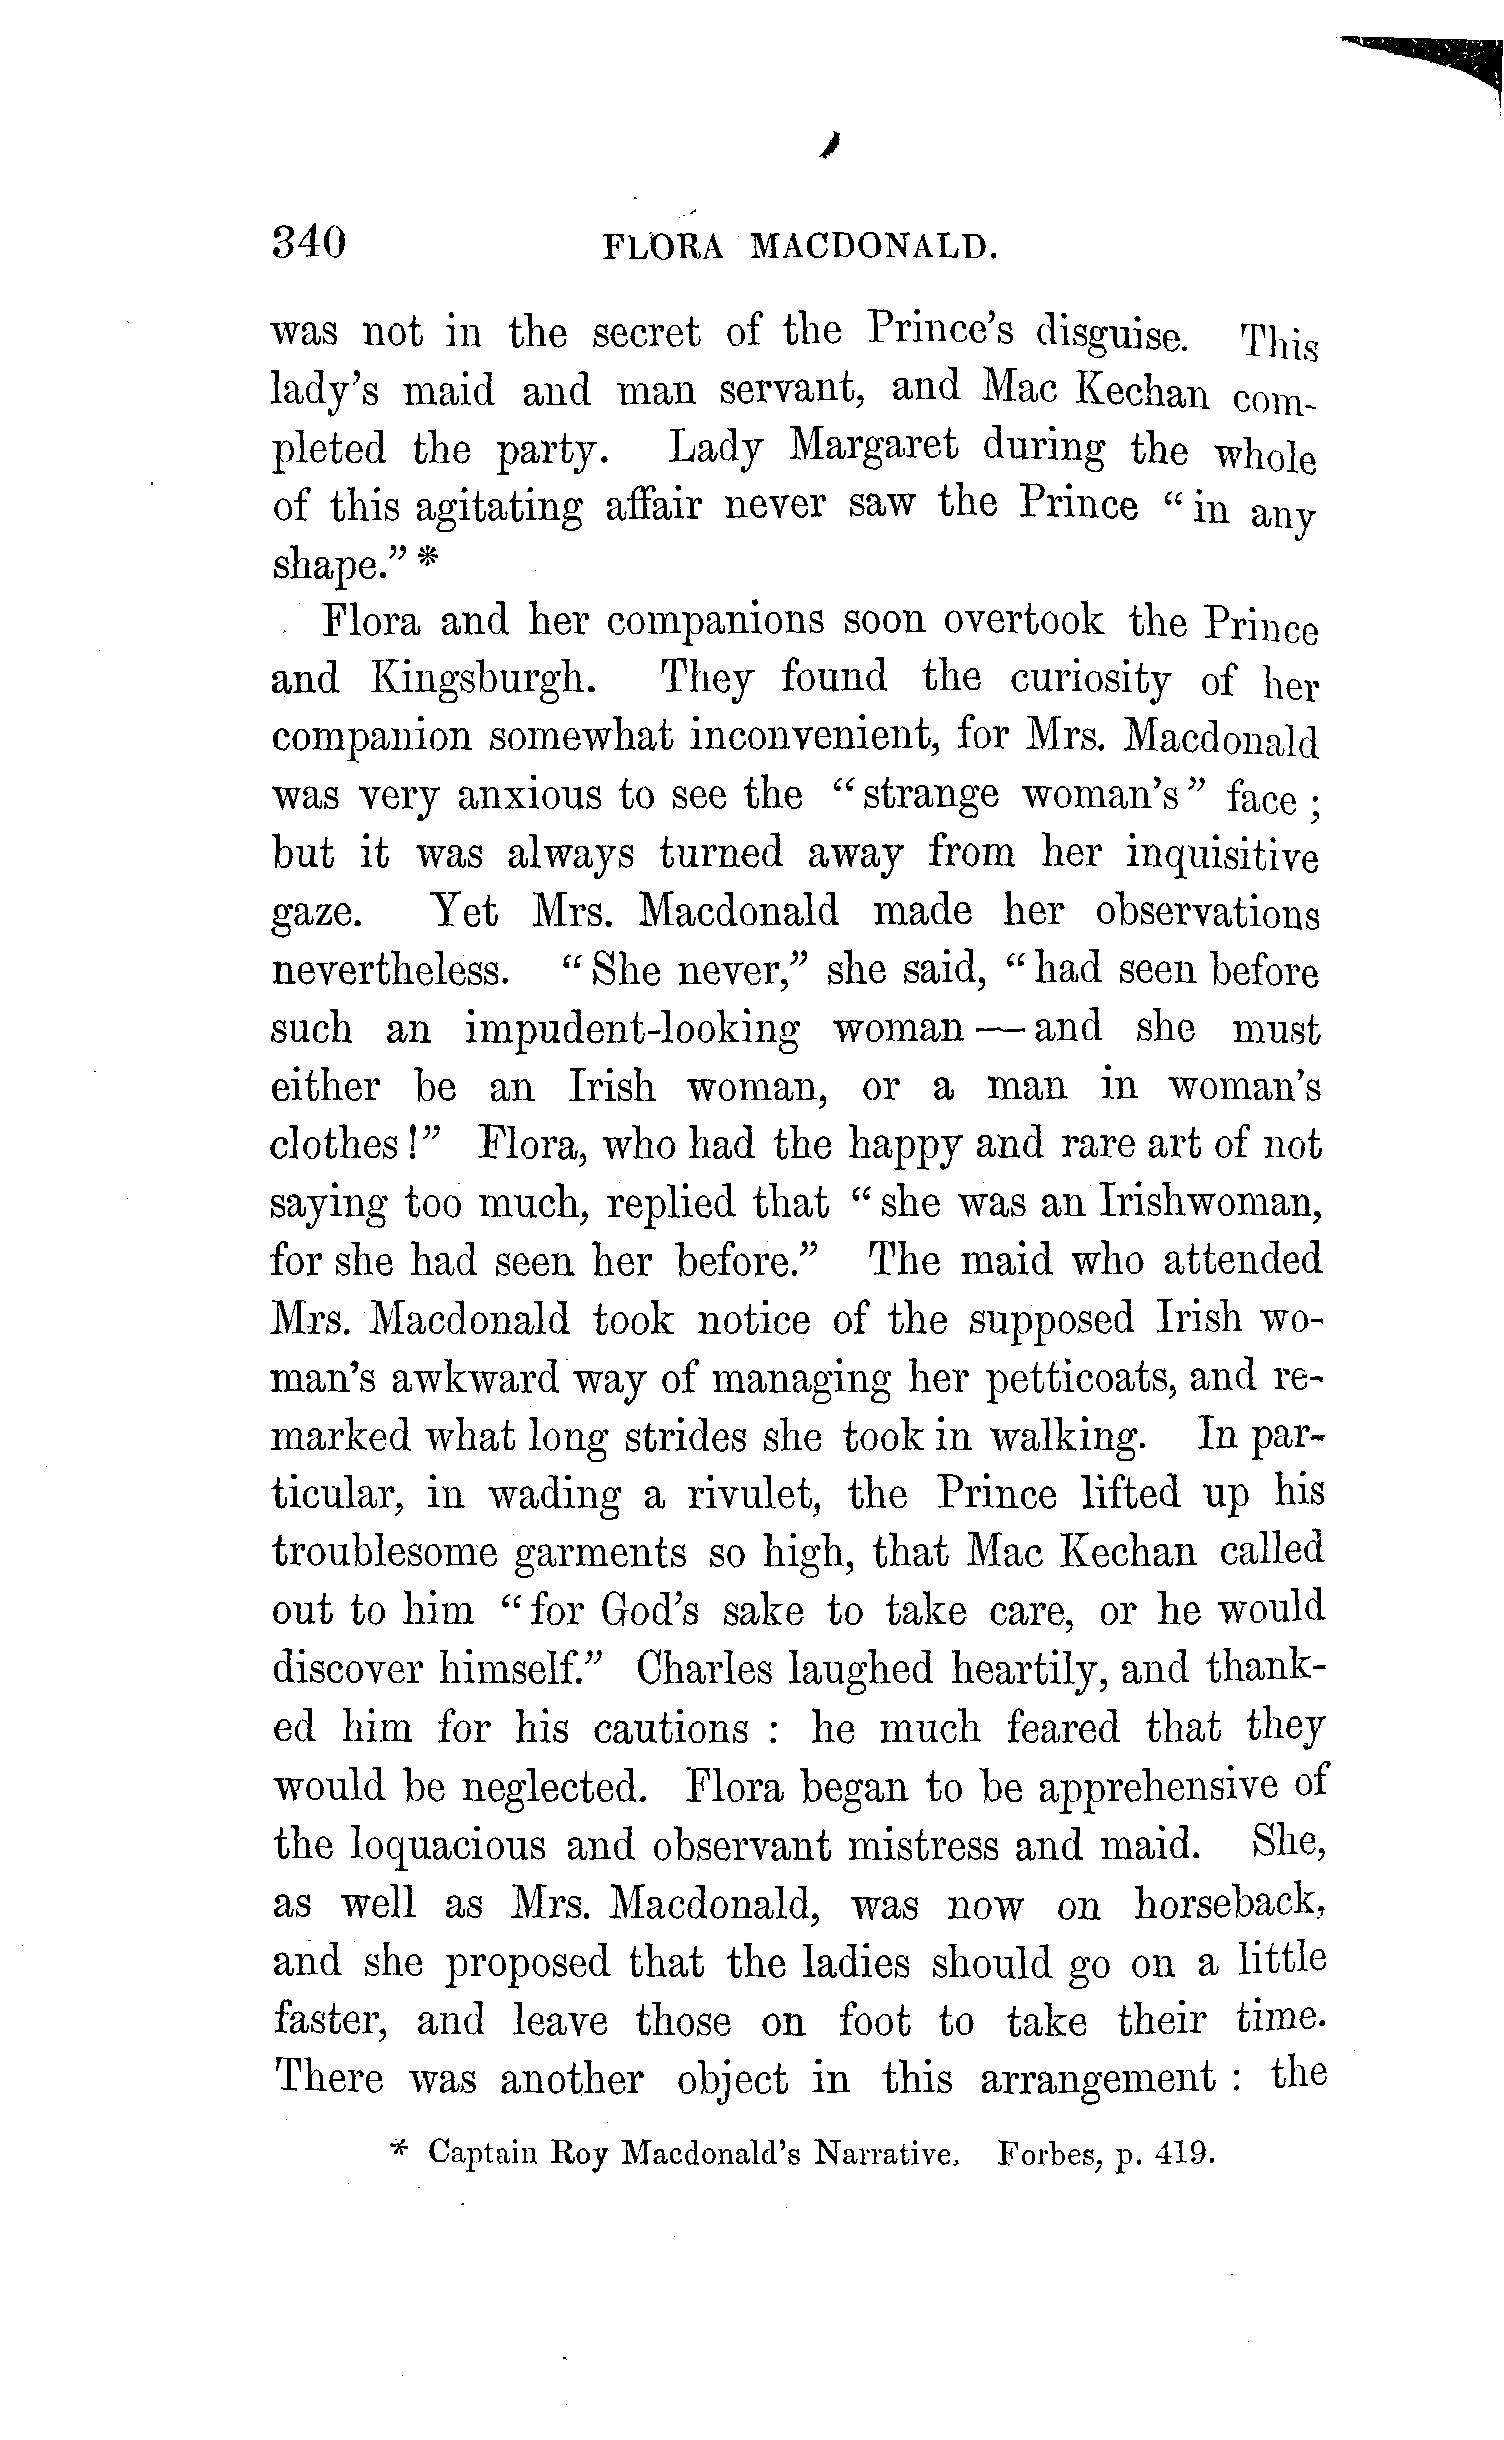 340 FLORA MACDONALD.
was not in the secret of the Prince's disguise. This
lady's maid and man servant, and Mac Kechan com-
pleted the party. Lady Margaret during the whole
of this agitating affair never saw the Prince "in any
shape." *
Flora and her companions soon overtook the Prince
and Kingsburgh. They found the curiosity of her
companion somewhat inconvenient, for Mrs. Macdonald
was very anxious to see the "strange woman's" face;
but it was always turned away from her inquisitive
gaze. Yet Mrs. Macdonald made her observations
nevertheless. "She never," she said, "had seen before
such an impudent-looking woman — and she must
either be an Irish woman, or a man in woman's
clothes!" Flora, who had the happy and rare art of not
saying too much, replied that "she was an Irishwoman,
for she had seen her before." The maid who attended
Mrs. Macdonald took notice of the supposed Irish wo-
man's awkward way of managing her petticoats, and re-
marked what long strides she took in walking. In par-
ticular, in wading a rivulet, the Prince lifted up his
troublesome garments so high, that Mac Kechan called
out to him "for God's sake to take care, or he would
discover himself." Charles laughed heartily, and thank-
ed him for his cautions : he much feared that they
would be neglected. Flora began to be apprehensive of
the loquacious and observant mistress and maid. She,
as well as Mrs. Macdonald, was now on horseback,
and she proposed that the ladies should go on a little
faster, and leave those on foot to take their time.
There was another object in this arrangement : the
* Captain Roy Macdonald's Narrative. Forbes, p. 419.